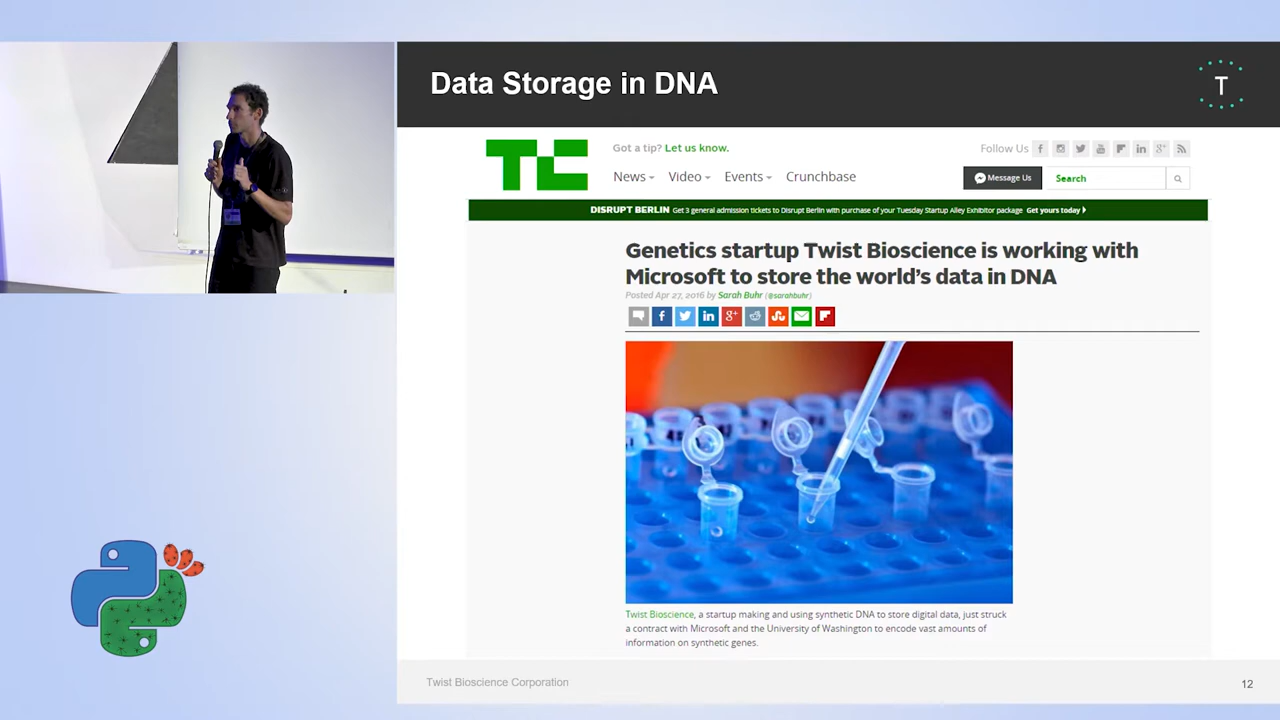 Data Storage in DNA
T
TC
Got a tip? Let us know.
Follow Us
News Video Events Crunchbase
Message Us
Search
DISRUPT BERLIN Get 3 general admission tickets to Disrupt Berlin with purchase of your Tuesday Startup Alley Exhibitor package Get yours today
Genetics startup Twist Bioscience is working with
Microsoft to store the world's data in DNA
Posted Apr 27, 2016 by Sarah Buhr (@sarahbuhr)
Twist Bioscience, a startup making and using synthetic DNA to store digital data, just struck
a contract with Microsoft and the University of Washington to encode vast amounts of
information on synthetic genes.
Twist Bioscience Corporation
12